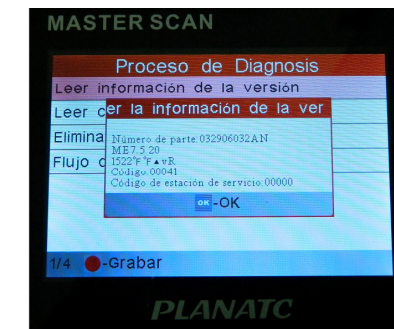 MASTER SCAN
Proceso de Diagnosis
Leer información de la versión
Leer c
er la información de la ver
Elimina
Flujo d
Número de parte:032906032AN
ME7.5.20
1522°F °F▲vR
Código:00041
Código de estación de servicio:00000
OK -OK
1/4 -Grabar
PLANATC